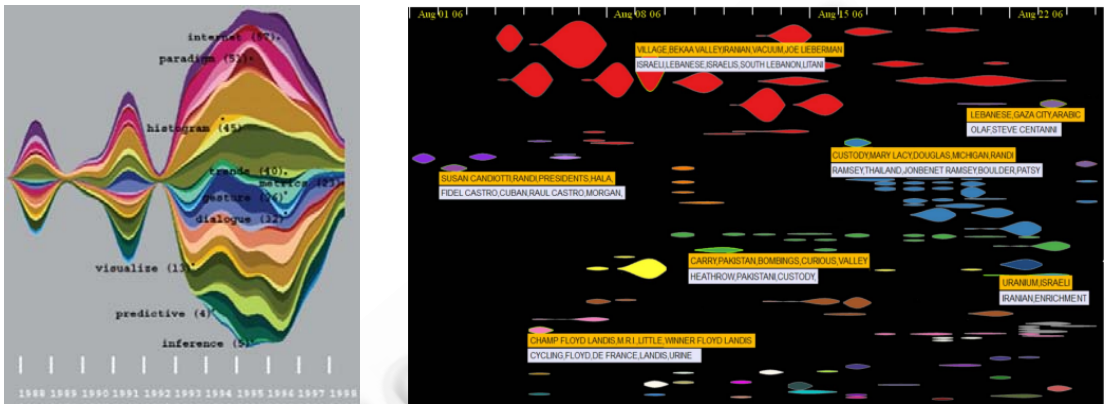 internet (87).
paradigm (51).
histogram (45)
trends (40).
metrics (23)
gesture (26)
dialogue (32)
visualize (13)
predictive (4)
inference (5)
1988 1989 1990 1991 1992 1993 1994 1995 1996 1997 1998
Aug 01 06 Aug 08 06 Aug 15 06 Aug 22 06
VILLAGE,BEKAA VALLEY,IRANIAN,VACUUM,JOE LIEBERMAN
ISRAELI,LEBANESE,ISRAELIS,SOUTH LEBANON,LITANI
LEBANESE,GAZA CITY,ARABIC
OLAF,STEVE CENTANNI
CUSTODY,MARY LACY,DOUGLAS,MICHIGAN,RANDI
RAMSEY,THAILAND,JONBENET RAMSEY,BOULDER,PATSY
SUSAN CANDIOTTI,RANDI,PRESIDENTS,HALA,
FIDEL CASTRO,CUBAN,RAUL CASTRO,MORGAN,
CARRY,PAKISTAN,BOMBINGS,CURIOUS,VALLEY
HEATHROW,PAKISTANI,CUSTODY,
URANIUM,ISRAELI
IRANIAN,ENRICHMENT
CHAMP FLOYD LANDIS,M.R.I.,LITTLE, WINNER FLOYD LANDIS
CYCLING,FLOYD,DE FRANCE,LANDIS,URINE